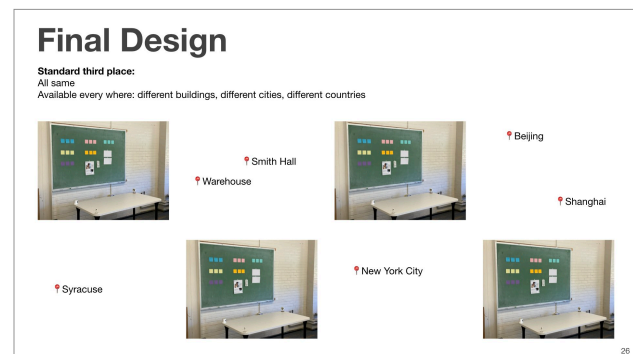 Final Design
Standard third place:
All same
Available every where: different buildings, different cities, different countries
Beijing
Smith Hall
Warehouse
Shanghai
New York City
Syracuse
26